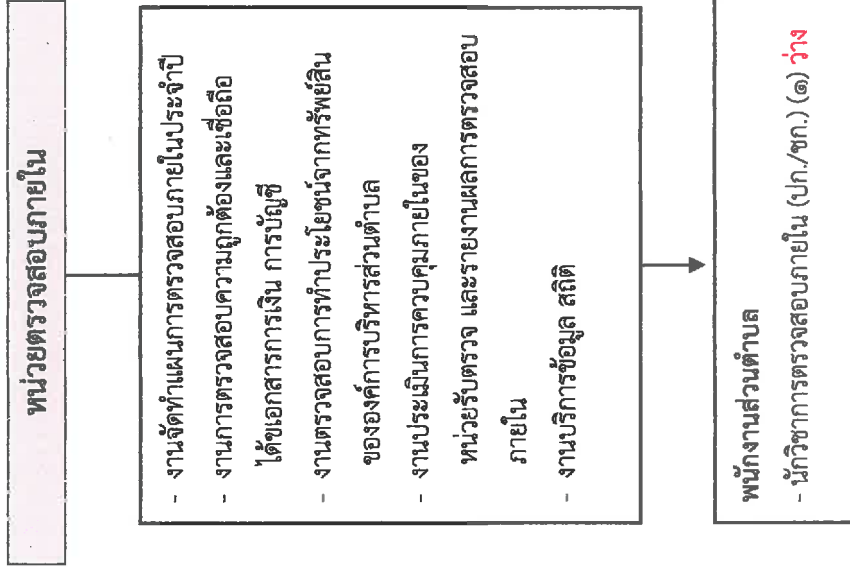 หน่วยตรวจสอบภายใน
- งานจัดทำแผนการตรวจสอบภายในประจำปี
- งานการตรวจสอบความถูกต้องและเชื่อถือ
ได้ขเอกสารการเงิน การบัญชี
- งานตรวจสอบการทำประโยชน์จากทรัพย์สิน
ขององค์การบริหารส่วนตำบล
- งานประเมินการควบคุมภายในของ
หน่วยรับตรวจ และรายงานผลการตรวจสอบ
ภายใน
- งานบริการข้อมูล สถิติ
พนักงานส่วนตำบล
- นักวิชาการตรวจสอบภายใน (ปก./ชก.) (๑) ว่าง